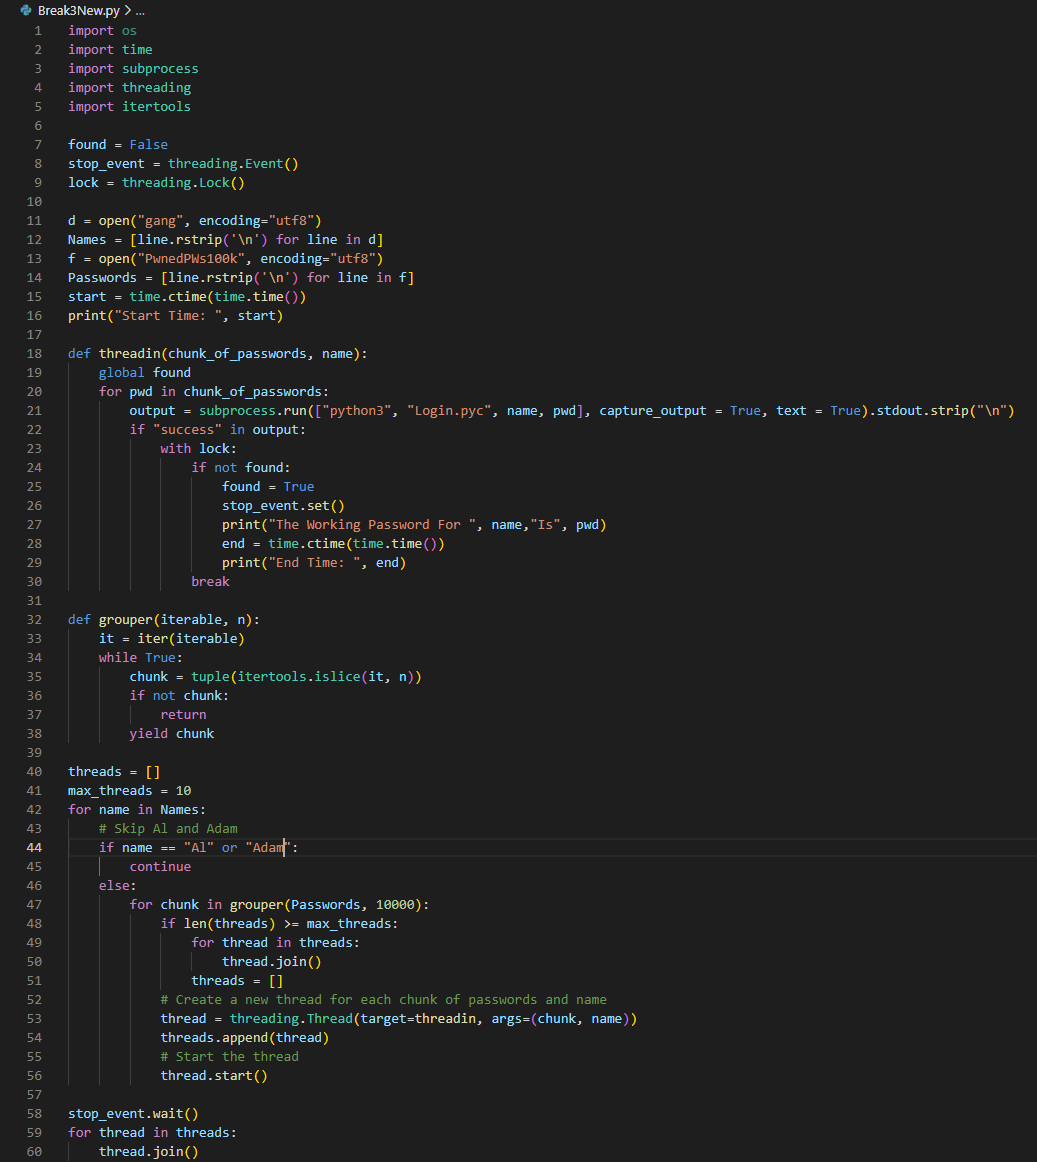 Break3New.py > ...
1 import os
2 import time
3 import subprocess
4 import threading
5 import itertools
6
7 found = False
8 stop_event = threading.Event()
9 lock = threading.Lock()
10
11 d = open("gang", encoding="utf8")
12 Names = [line.rstrip('\n') for line in d]
13 f = open("PwnedPWs100k", encoding="utf8")
14 Passwords = [line.rstrip('\n') for line in f]
15 start = time.ctime(time.time())
16 print("Start Time: ", start)
17
18 def threadin(chunk_of_passwords, name):
19     global found
20     for pwd in chunk_of_passwords:
21         output = subprocess.run(["python3", "Login.pyc", name, pwd], capture_output = True, text = True).stdout.strip("\n")
22         if "success" in output:
23             with lock:
24                 if not found:
25                     found = True
26                     stop_event.set()
27                     print("The Working Password For ", name,"Is", pwd)
28                     end = time.ctime(time.time())
29                     print("End Time: ", end)
30                 break
31
32 def grouper(iterable, n):
33     it = iter(iterable)
34     while True:
35         chunk = tuple(itertools.islice(it, n))
36         if not chunk:
37             return
38         yield chunk
39
40 threads = []
41 max_threads = 10
42 for name in Names:
43     # Skip Al and Adam
44     if name == "Al" or "Adam":
45         continue
46     else:
47         for chunk in grouper(Passwords, 10000):
48             if len(threads) >= max_threads:
49                 for thread in threads:
50                     thread.join()
51                 threads = []
52             # Create a new thread for each chunk of passwords and name
53             thread = threading.Thread(target=threadin, args=(chunk, name))
54             threads.append(thread)
55             # Start the thread
56             thread.start()
57
58 stop_event.wait()
59 for thread in threads:
60     thread.join()